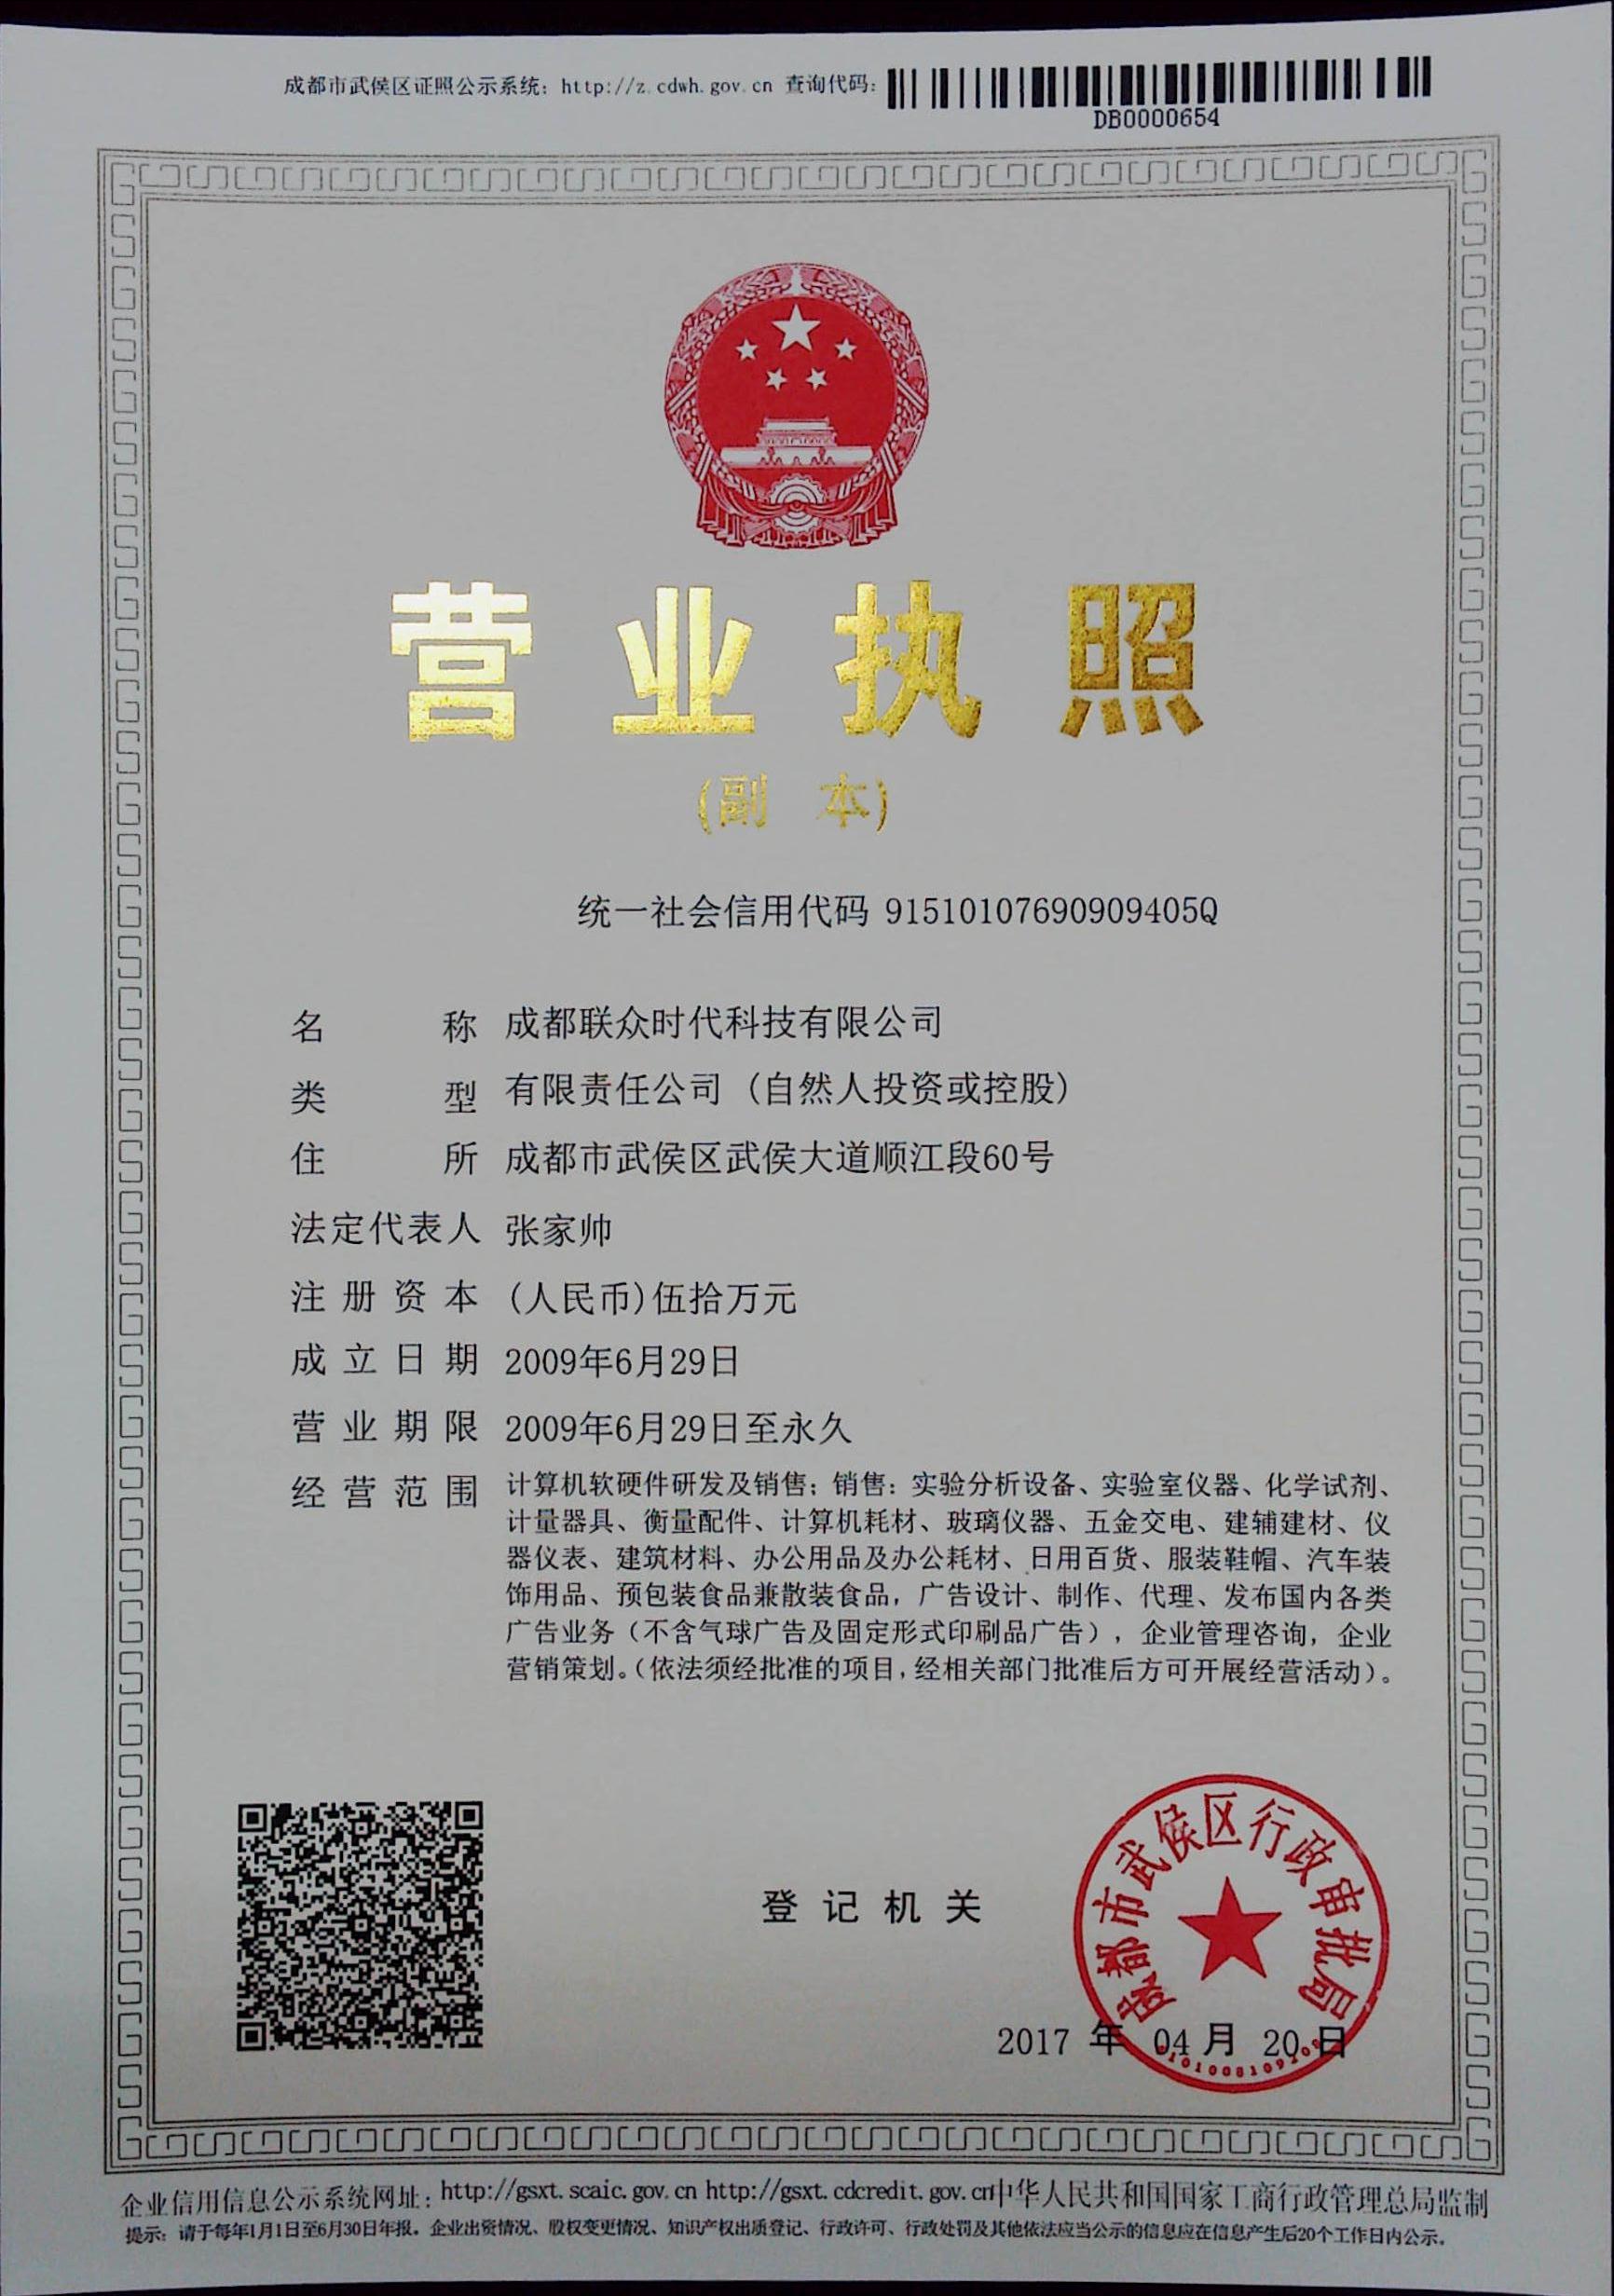 成都市武侯区证照公示系统：http://z.cdwh.gov.cn 查询代码：
DB0000654
营业执照
(副 本)
统一社会信用代码 91510107690909405Q
名 称 成都联众时代科技有限公司
类 型 有限责任公司（自然人投资或控股）
住 所 成都市武侯区武侯大道顺江段60号
法定代表人 张家帅
注册资本 (人民币)伍拾万元
成立日期 2009年6月29日
营业期限 2009年6月29日至永久
经营范围 计算机软硬件研发及销售；销售：实验分析设备、实验室仪器、化学试剂、
计量器具、衡量配件、计算机耗材、玻璃仪器、五金交电、建辅建材、仪
器仪表、建筑材料、办公用品及办公耗材、日用百货、服装鞋帽、汽车装
饰用品、预包装食品兼散装食品，广告设计、制作、代理、发布国内各类
广告业务（不含气球广告及固定形式印刷品广告），企业管理咨询，企业
营销策划。（依法须经批准的项目，经相关部门批准后方可开展经营活动）。
登记机关
成都市武侯区行政审批局
2017 年 04 月 20 日
企业信用信息公示系统网址：http://gsxt.scaic.gov.cn http://gsxt.cdcredit.gov.cn中华人民共和国国家工商行政管理总局监制
提示：请于每年1月1日至6月30日年报。企业出资情况、股权变更情况、知识产权出质登记、行政许可、行政处罚及其他依法应当公示的信息应在信息产生后20个工作日内公示。